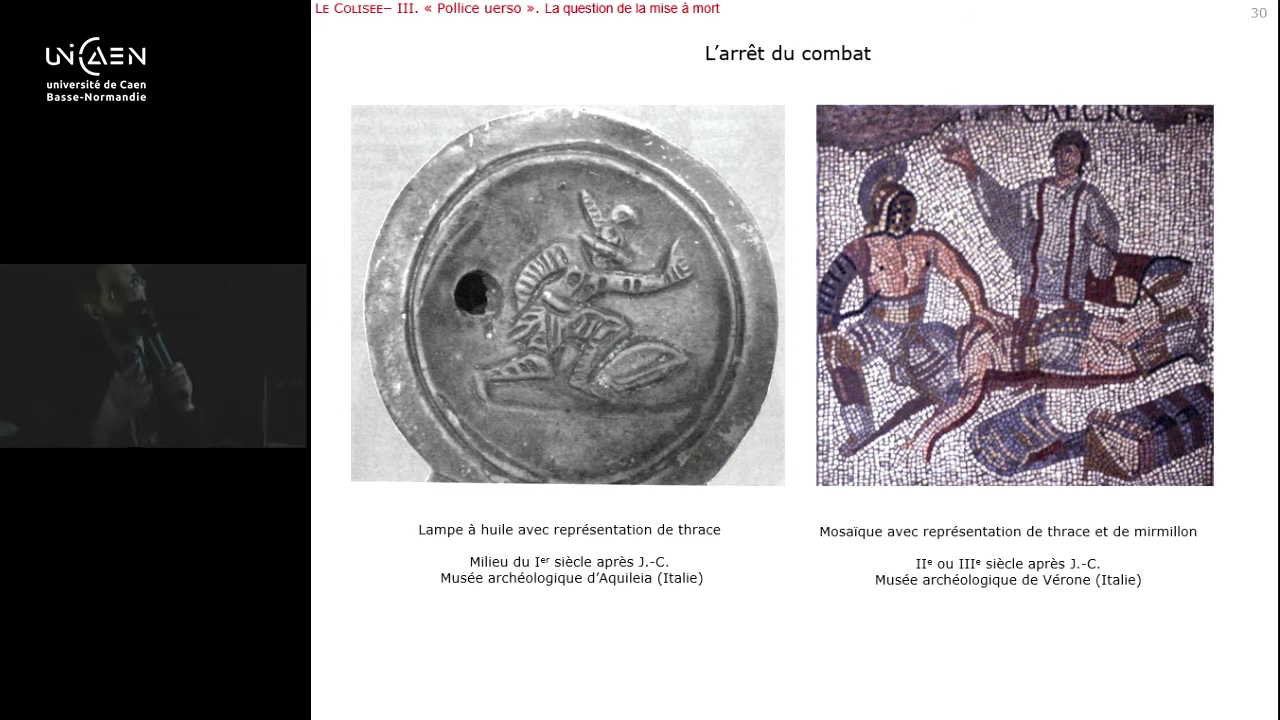 LE COLISEE– III. « Pollice uerso ». La question de la mise à mort
30
UNICAEN
université de Caen
Basse-Normandie
L’arrêt du combat
Lampe à huile avec représentation de thrace
Milieu du Iᵉʳ siècle après J.-C.
Musée archéologique d’Aquileia (Italie)
Mosaïque avec représentation de thrace et de mirmillon
IIᵉ ou IIIᵉ siècle après J.-C.
Musée archéologique de Vérone (Italie)